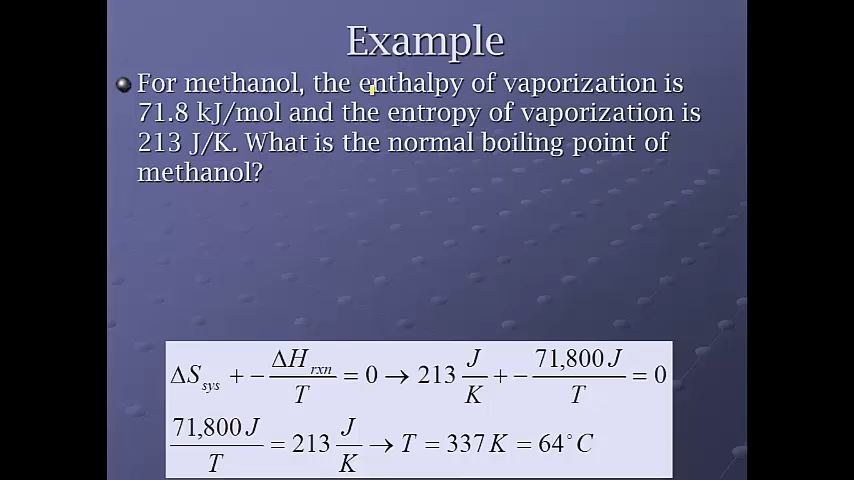 Example
For methanol, the enthalpy of vaporization is
71.8 kJ/mol and the entropy of vaporization is
213 J/K. What is the normal boiling point of
methanol?
ΔS_sys + − ΔH_rxn / T = 0 → 213 J/K + − 71,800 J / T = 0
71,800 J / T = 213 J/K → T = 337 K = 64°C